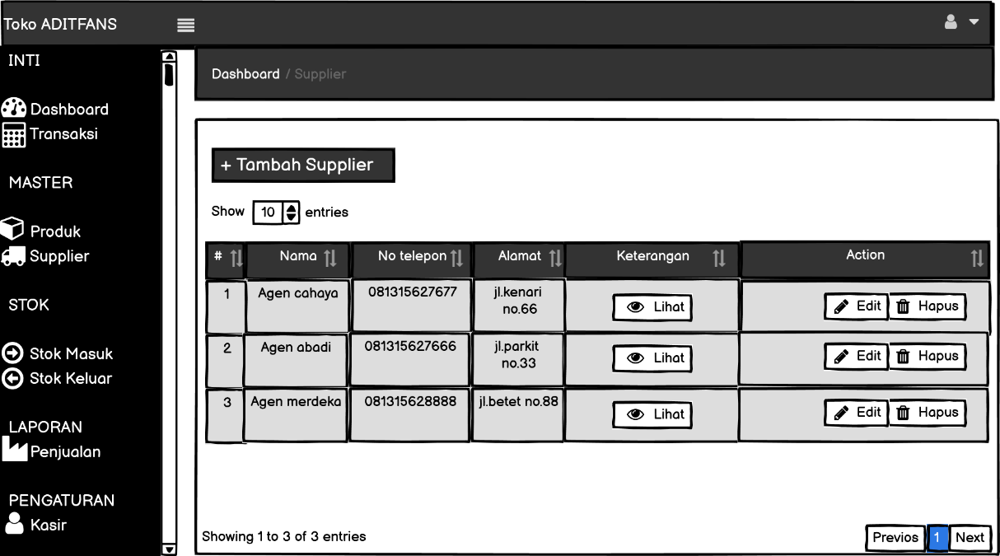 Toko ADITFANS
INTI
Dashboard
Transaksi
MASTER
Produk
Supplier
STOK
Stok Masuk
Stok Keluar
LAPORAN
Penjualan
PENGATURAN
Kasir
Dashboard / Supplier
+ Tambah Supplier
Show 10 entries
# Nama No telepon Alamat Keterangan Action
1 Agen cahaya 081315627677 jl.kenari
no.66 Lihat Edit Hapus
2 Agen abadi 081315627666 jl.parkit
no.33 Lihat Edit Hapus
3 Agen merdeka 081315628888 jl.betet no.88 Lihat Edit Hapus
Showing 1 to 3 of 3 entries
Previos 1 Next